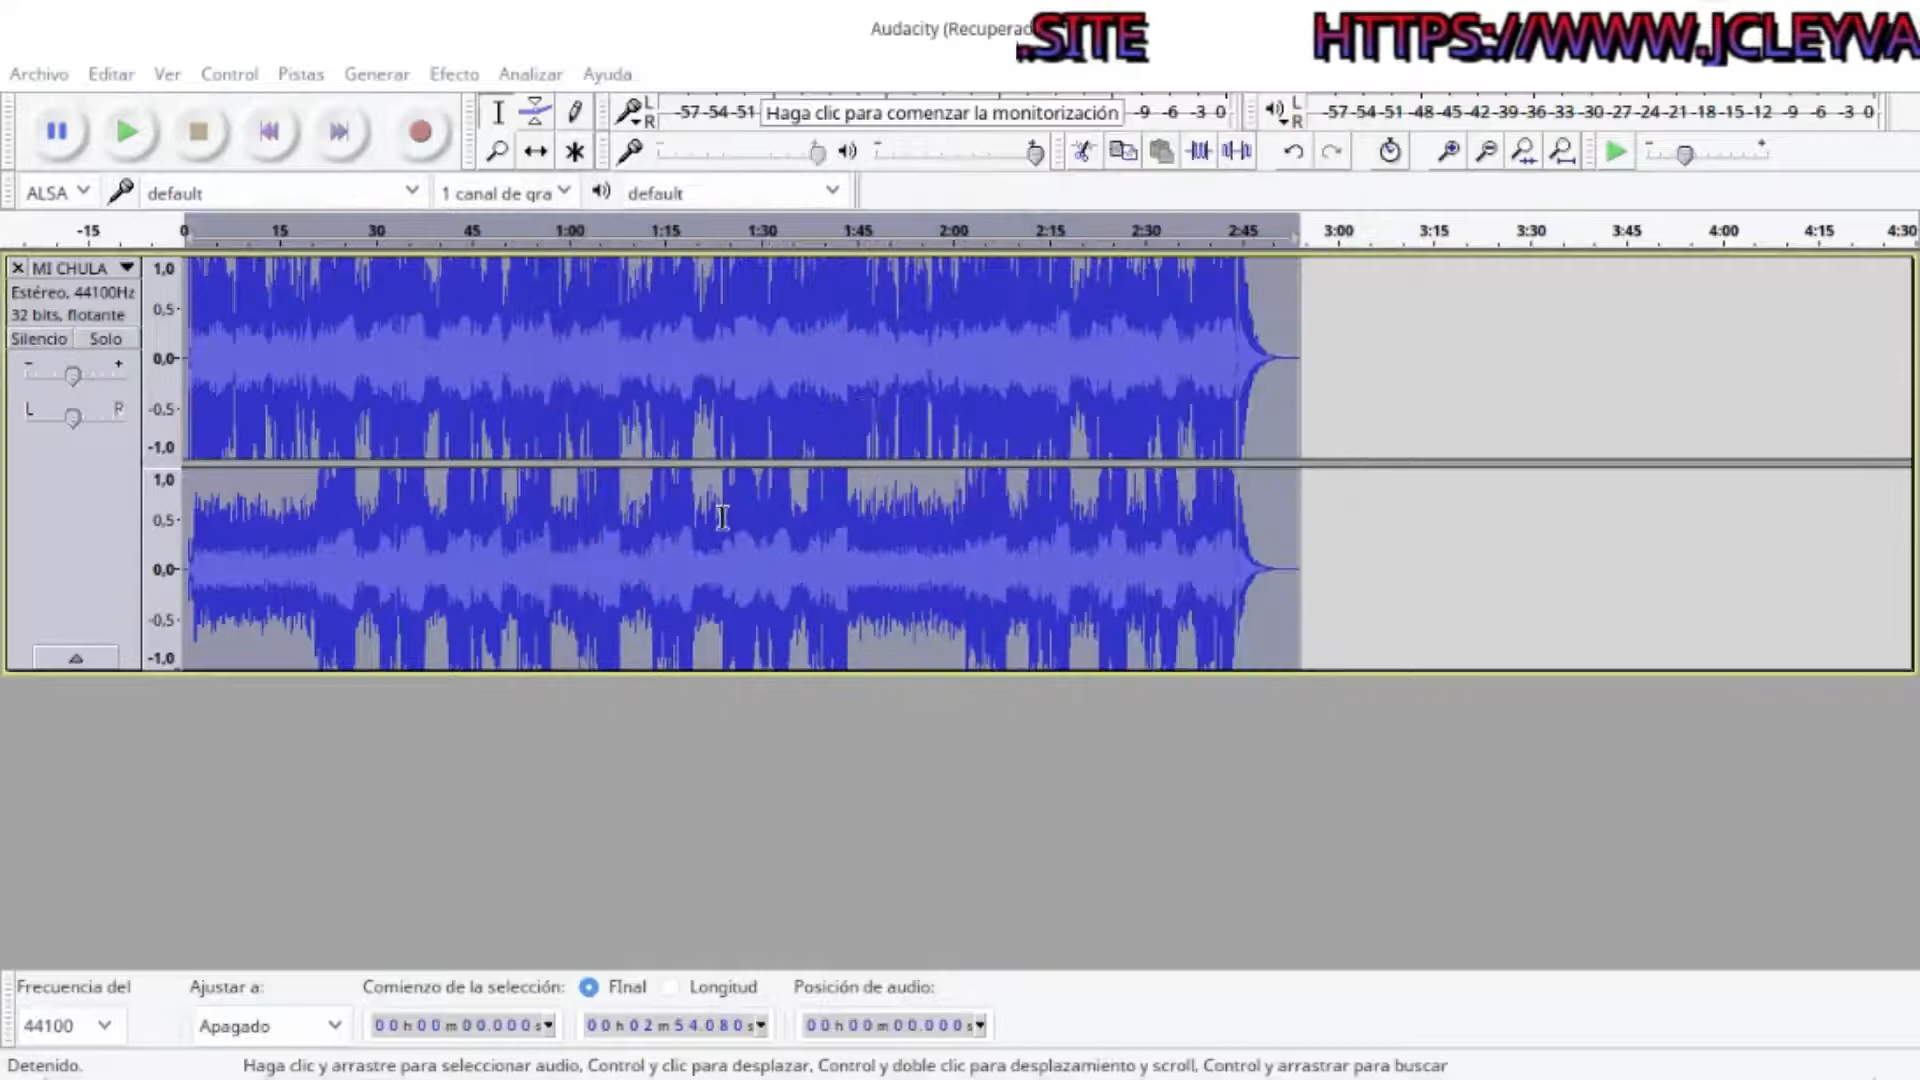 Audacity (Recuperad
.SITE HTTPS://WWW.JCLEYVA
Archivo Editar Ver Control Pistas Generar Efecto Analizar Ayuda
L R -57 -54 -51 Haga clic para comenzar la monitorización -9 -6 -3 0
L R -57 -54 -51 -48 -45 -42 -39 -36 -33 -30 -27 -24 -21 -18 -15 -12 -9 -6 -3 0
ALSA default 1 canal de gra default
-15 0 15 30 45 1:00 1:15 1:30 1:45 2:00 2:15 2:30 2:45 3:00 3:15 3:30 3:45 4:00 4:15 4:30
MI CHULA
Estéreo, 44100Hz
32 bits, flotante
Silencio Solo
- +
L R
1,0
0,5
0,0
-0,5
-1,0
1,0
0,5
0,0
-0,5
-1,0
Frecuencia del Ajustar a: Comienzo de la selección: FInal Longitud Posición de audio:
44100 Apagado 00 h 00 m 00.000 s 00 h 02 m 54.080 s 00 h 00 m 00.000 s
Detenido. Haga clic y arrastre para seleccionar audio, Control y clic para desplazar, Control y doble clic para desplazamiento y scroll, Control y arrastrar para buscar